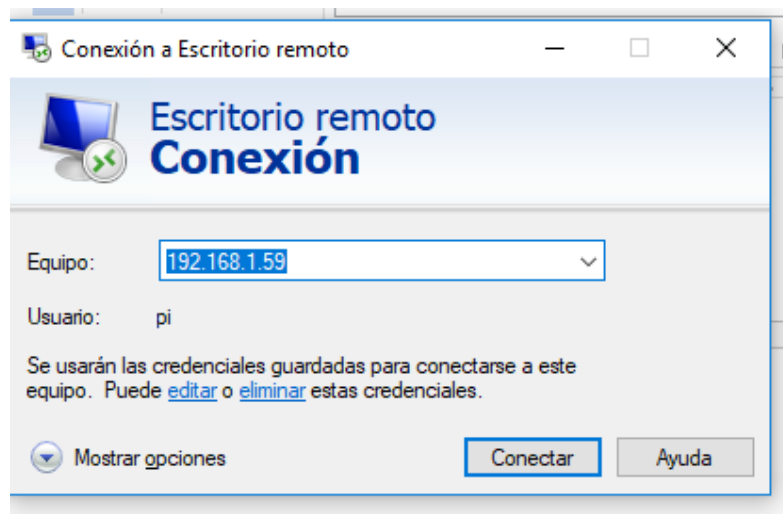 Conexión a Escritorio remoto
Escritorio remoto
Conexión
Equipo: 192.168.1.59
Usuario: pi
Se usarán las credenciales guardadas para conectarse a este
equipo. Puede editar o eliminar estas credenciales.
Mostrar opciones Conectar Ayuda